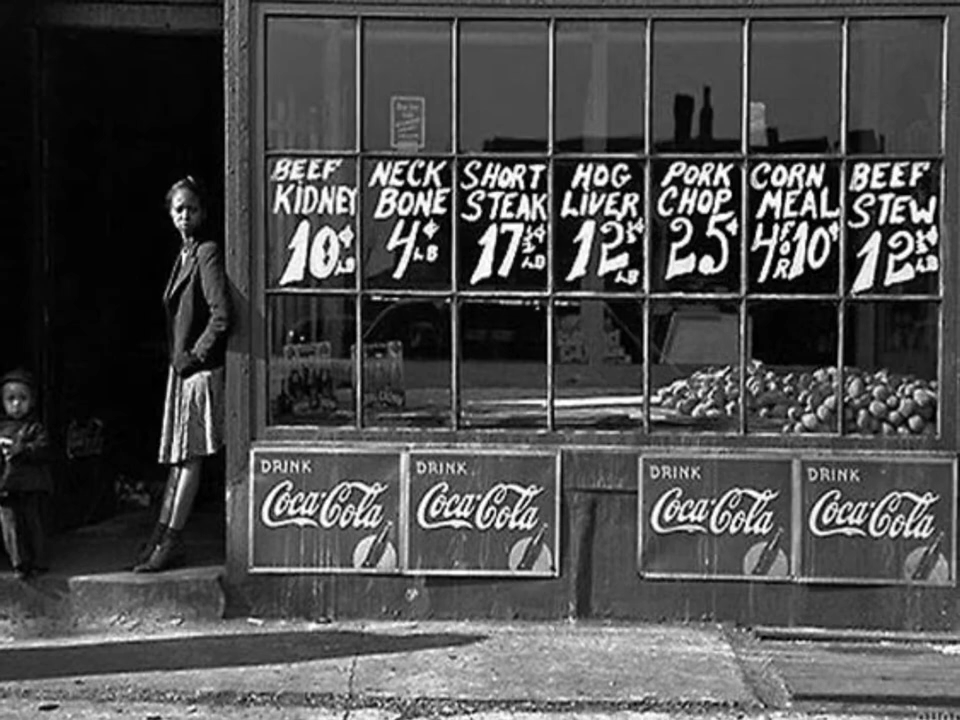 BEEF
KIDNEY
10¢ LB
NECK
BONE
4¢ LB
SHORT
STEAK
17½¢ LB
HOG
LIVER
12½¢ LB
PORK
CHOP
25¢
CORN
MEAL
4 FOR 10¢
BEEF
STEW
12½¢ LB
DRINK
Coca-Cola
DRINK
Coca-Cola
DRINK
Coca-Cola
DRINK
Coca-Cola